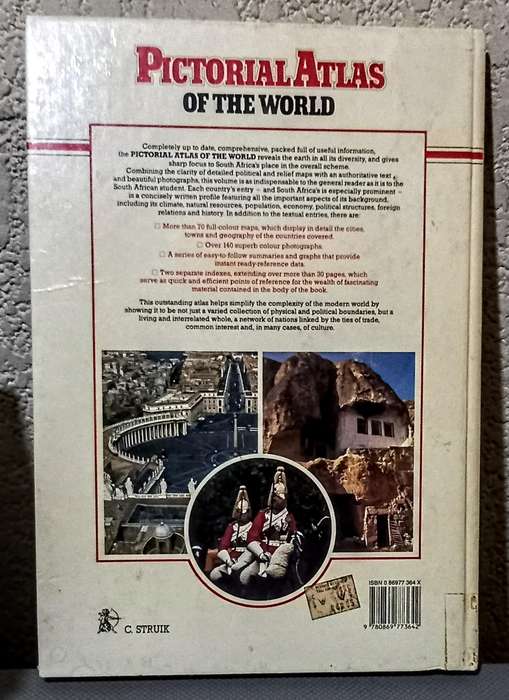 PICTORIAL ATLAS
OF THE WORLD
Completely up to date, comprehensive, packed full of useful information,
the PICTORIAL ATLAS OF THE WORLD reveals the earth in all its diversity, and gives
sharp focus to South Africa's place in the overall scheme.
Combining the clarity of detailed political and relief maps with an authoritative text
and beautiful photographs, this volume is as indispensable to the general reader as it is to the
South African student. Each country's entry – and South Africa's is especially prominent –
is a concisely written profile featuring all the important aspects of its background,
including its climate, natural resources, population, economy, political structures, foreign
relations and history. In addition to the textual entries, there are:
□ More than 70 full-colour maps, which display in detail the cities,
towns and geography of the countries covered.
□ Over 140 superb colour photographs.
□ A series of easy-to-follow summaries and graphs that provide
instant ready-reference data.
□ Two separate indexes, extending over more than 30 pages, which
serve as quick and efficient points of reference for the wealth of fascinating
material contained in the body of the book.
This outstanding atlas helps simplify the complexity of the modern world by
showing it to be not just a varied collection of physical and political boundaries, but a
living and interrelated whole, a network of nations linked by the ties of trade,
common interest and, in many cases, of culture.
ISBN 0 86977 364 X
9 780869 773642
C. STRUIK